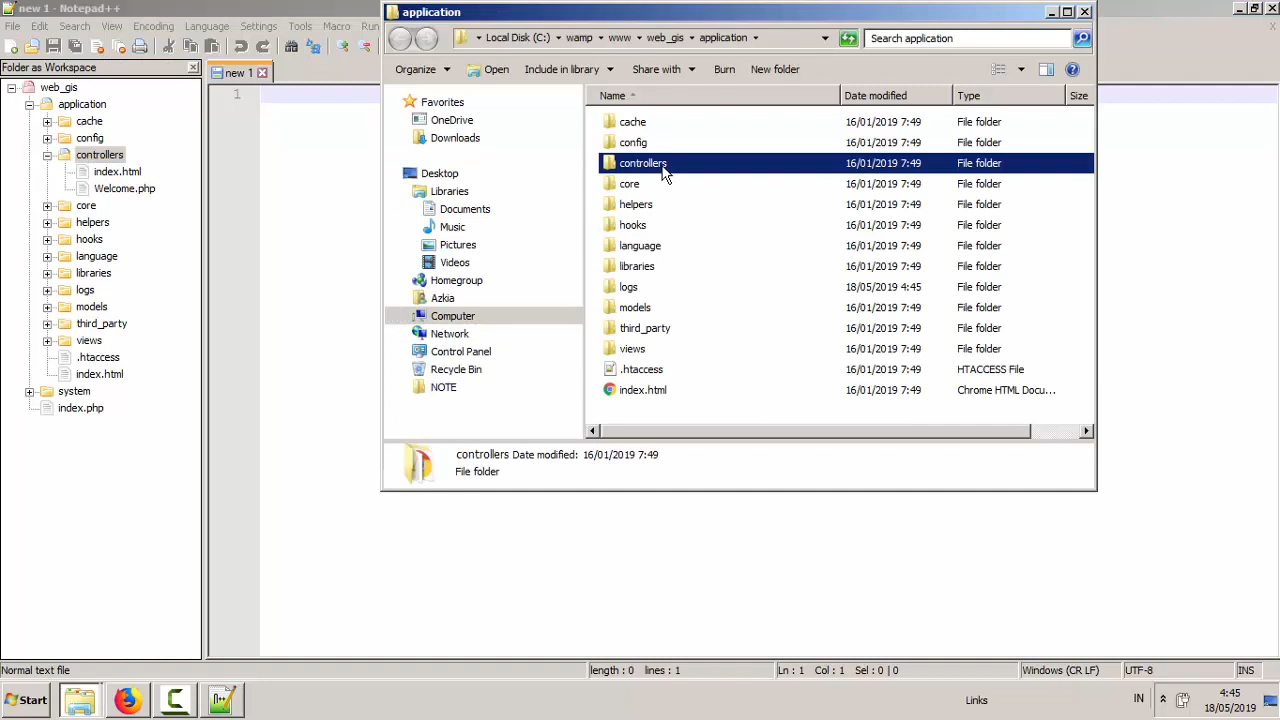 new 1 - Notepad++
File Edit Search View Encoding Language Settings Tools Macro Run
Folder as Workspace
web_gis
application
cache
config
controllers
index.html
Welcome.php
core
helpers
hooks
language
libraries
logs
models
third_party
views
.htaccess
index.html
system
index.php
new 1
1
application
Local Disk (C:) wamp www web_gis application
Search application
Organize Open Include in library Share with Burn New folder
Favorites
OneDrive
Downloads
Desktop
Libraries
Documents
Music
Pictures
Videos
Homegroup
Azkia
Computer
Network
Control Panel
Recycle Bin
NOTE
Name Date modified Type Size
cache 16/01/2019 7:49 File folder
config 16/01/2019 7:49 File folder
controllers 16/01/2019 7:49 File folder
core 16/01/2019 7:49 File folder
helpers 16/01/2019 7:49 File folder
hooks 16/01/2019 7:49 File folder
language 16/01/2019 7:49 File folder
libraries 16/01/2019 7:49 File folder
logs 18/05/2019 4:45 File folder
models 16/01/2019 7:49 File folder
third_party 16/01/2019 7:49 File folder
views 16/01/2019 7:49 File folder
.htaccess 16/01/2019 7:49 HTACCESS File
index.html 16/01/2019 7:49 Chrome HTML Docu...
controllers Date modified: 16/01/2019 7:49
File folder
Normal text file length : 0 lines : 1 Ln : 1 Col : 1 Sel : 0 | 0 Windows (CR LF) UTF-8 INS
Start Links IN 4:45
18/05/2019